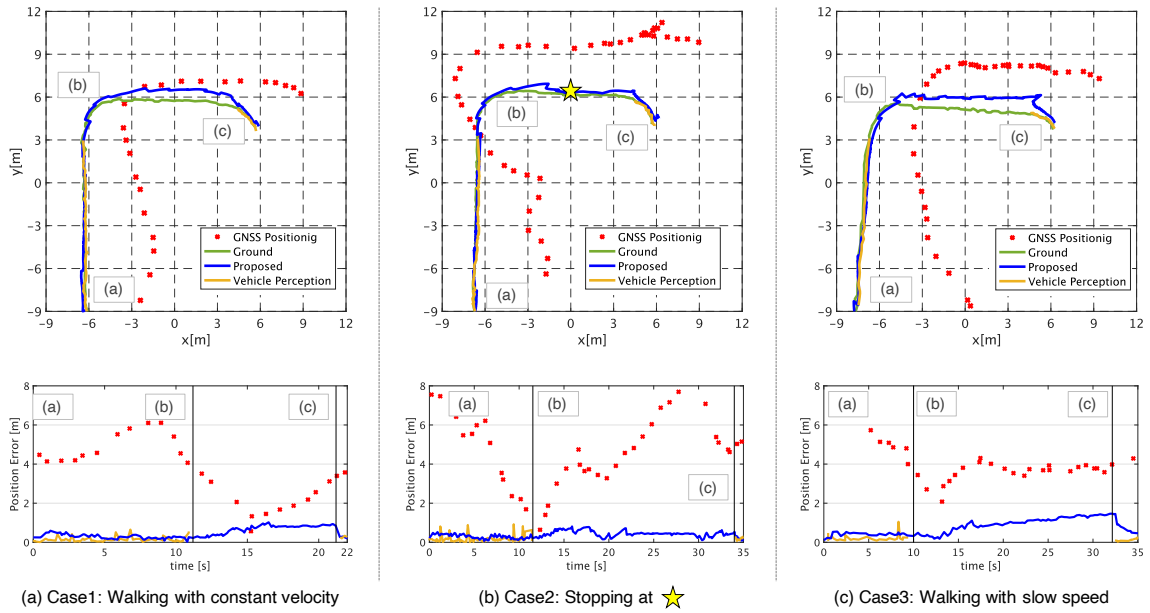 12
9
6
3
0
-3
-6
-9
y[m]
-9 -6 -3 0 3 6 9 12
x[m]
(b)
(c)
(a)
GNSS Positionig
Ground
Proposed
Vehicle Perception
12
9
6
3
0
-3
-6
-9
y[m]
-9 -6 -3 0 3 6 9 12
x[m]
(b)
(c)
(a)
GNSS Positionig
Ground
Proposed
Vehicle Perception
12
9
6
3
0
-3
-6
-9
y[m]
-9 -6 -3 0 3 6 9 12
x[m]
(b)
(c)
(a)
GNSS Positionig
Ground
Proposed
Vehicle Perception
8
6
4
2
0
Position Error [m]
(a) (b) (c)
0 5 10 15 20 22
time [s]
8
6
4
2
0
Position Error [m]
(a) (b)
(c)
0 5 10 15 20 25 30 35
time [s]
8
6
4
2
0
Position Error [m]
(a) (b) (c)
0 5 10 15 20 25 30 35
time [s]
(a) Case1: Walking with constant velocity
(b) Case2: Stopping at
(c) Case3: Walking with slow speed